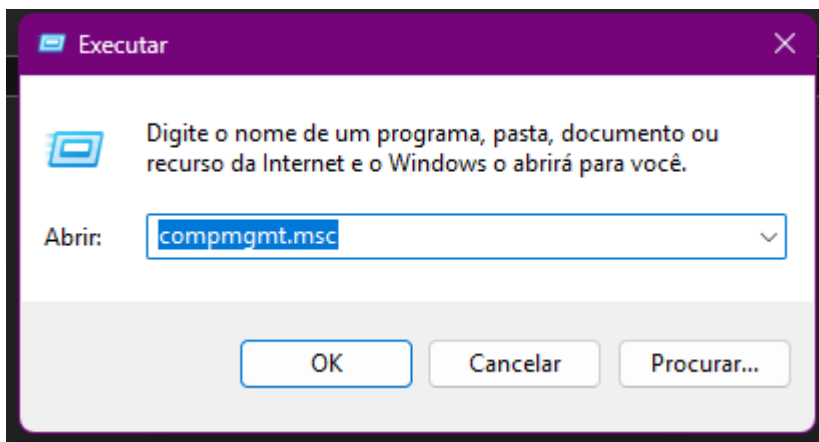 Executar
Digite o nome de um programa, pasta, documento ou
recurso da Internet e o Windows o abrirá para você.
Abrir: compmgmt.msc
OK Cancelar Procurar...